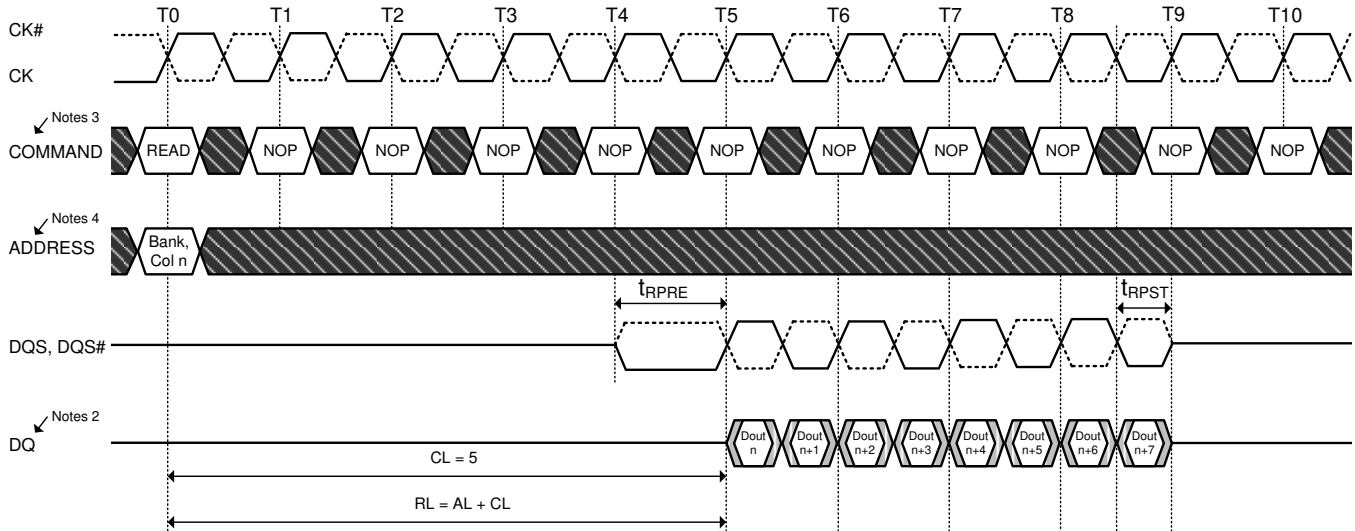 T0 T1 T2 T3 T4 T5 T6 T7 T8 T9 T10
CK#
CK
Notes 3
COMMAND READ NOP NOP NOP NOP NOP NOP NOP NOP NOP NOP
Notes 4
ADDRESS
Bank,
Col n
tRPRE tRPST
DQS, DQS#
Notes 2
DQ
Dout n
Dout n+1
Dout n+2
Dout n+3
Dout n+4
Dout n+5
Dout n+6
Dout n+7
CL = 5
RL = AL + CL